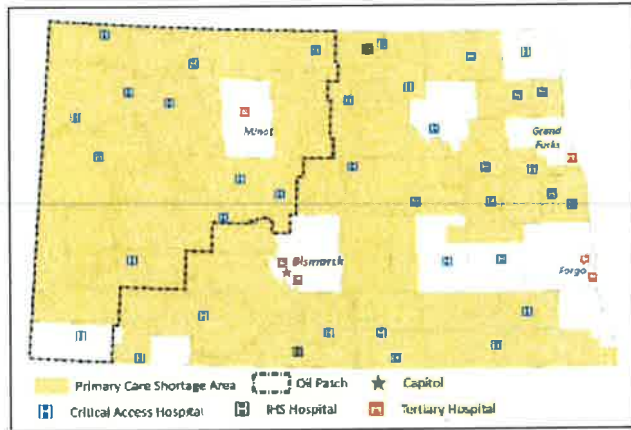 Minot
Grand
Forks
Bismarck
Fargo
Primary Care Shortage Area
Oil Patch
Capitol
Critical Access Hospital
IHS Hospital
Tertiary Hospital